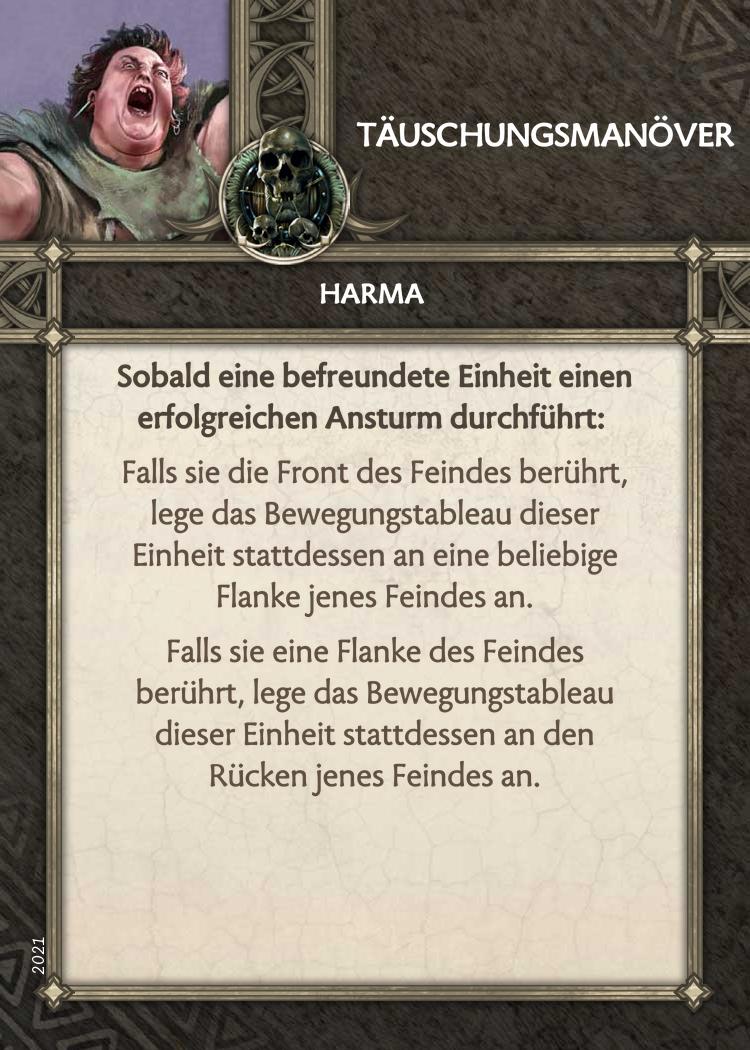 TÄUSCHUNGSMANÖVER
HARMA
Sobald eine befreundete Einheit einen
erfolgreichen Ansturm durchführt:
Falls sie die Front des Feindes berührt,
lege das Bewegungstableau dieser
Einheit stattdessen an eine beliebige
Flanke jenes Feindes an.
Falls sie eine Flanke des Feindes
berührt, lege das Bewegungstableau
dieser Einheit stattdessen an den
Rücken jenes Feindes an.
2021